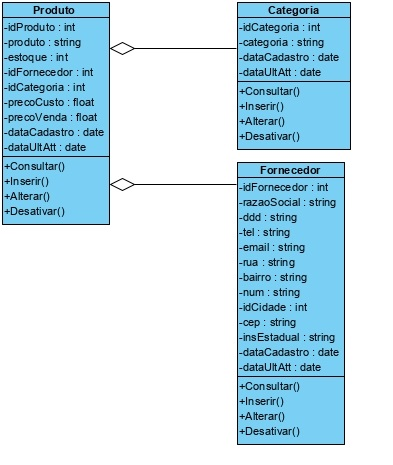 Produto
-idProduto : int
-produto : string
-estoque : int
-idFornecedor : int
-idCategoria : int
-precoCusto : float
-precoVenda : float
-dataCadastro : date
-dataUltAtt : date
+Consultar()
+Inserir()
+Alterar()
+Desativar()
Categoria
-idCategoria : int
-categoria : string
-dataCadastro : date
-dataUltAtt : date
+Consultar()
+Inserir()
+Alterar()
+Desativar()
Fornecedor
-idFornecedor : int
-razaoSocial : string
-ddd : string
-tel : string
-email : string
-rua : string
-bairro : string
-num : string
-idCidade : int
-cep : string
-insEstadual : string
-dataCadastro : date
-dataUltAtt : date
+Consultar()
+Inserir()
+Alterar()
+Desativar()